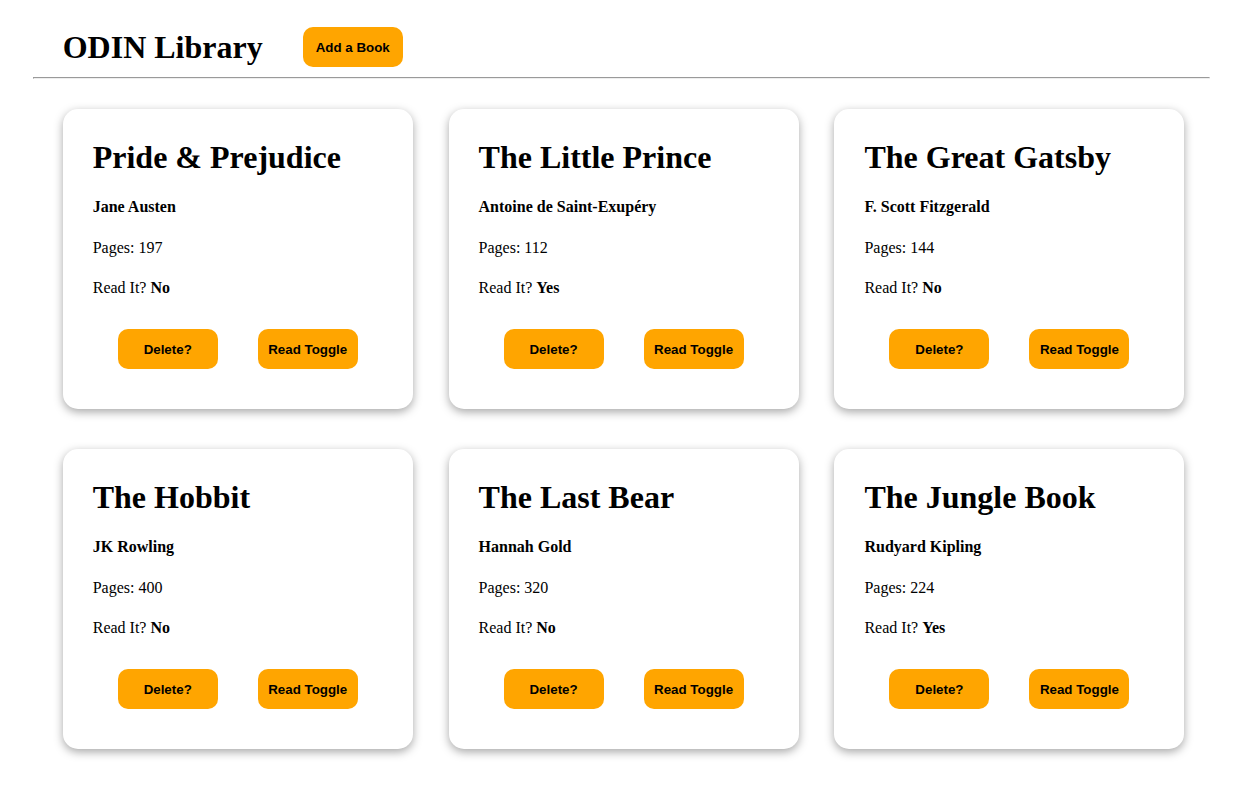 ODIN Library
Add a Book
Pride & Prejudice
Jane Austen
Pages: 197
Read It? No
Delete?
Read Toggle
The Little Prince
Antoine de Saint-Exupéry
Pages: 112
Read It? Yes
Delete?
Read Toggle
The Great Gatsby
F. Scott Fitzgerald
Pages: 144
Read It? No
Delete?
Read Toggle
The Hobbit
JK Rowling
Pages: 400
Read It? No
Delete?
Read Toggle
The Last Bear
Hannah Gold
Pages: 320
Read It? No
Delete?
Read Toggle
The Jungle Book
Rudyard Kipling
Pages: 224
Read It? Yes
Delete?
Read Toggle